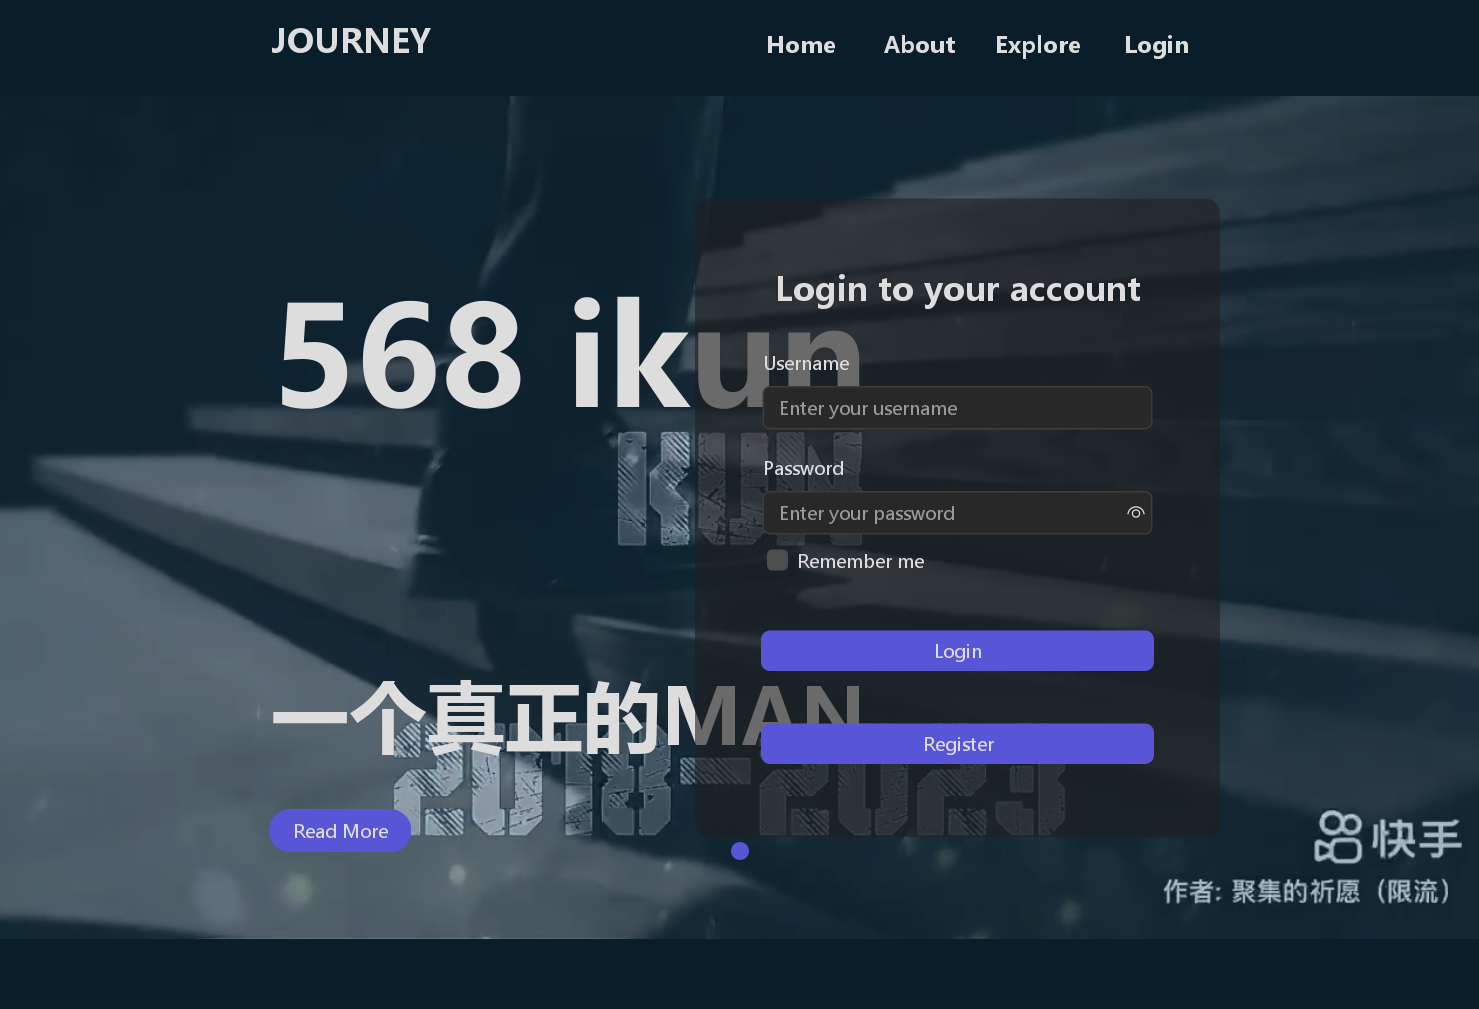 JOURNEY
Home About Explore Login
Login to your account
568 ikun
Username
Enter your username
KUN
Password
Enter your password
Remember me
Login
一个真正的MAN
Register
2018-2023
Read More
快手
作者: 聚集的祈愿（限流）